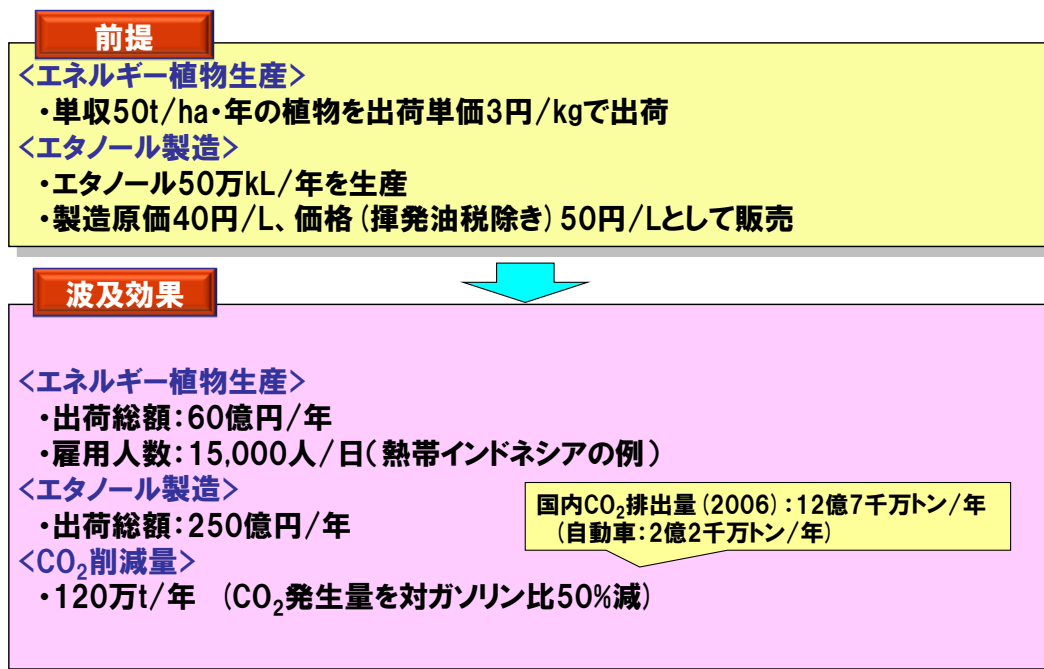 前提
<エネルギー植物生産>
・単収50t/ha・年の植物を出荷単価3円/kgで出荷
<エタノール製造>
・エタノール50万kL/年を生産
・製造原価40円/L、価格(揮発油税除き)50円/Lとして販売
波及効果
<エネルギー植物生産>
・出荷総額:60億円/年
・雇用人数:15,000人/日(熱帯インドネシアの例)
<エタノール製造>
・出荷総額:250億円/年
国内CO₂排出量(2006):12億7千万トン/年
(自動車:2億2千万トン/年)
<CO₂削減量>
・120万t/年 (CO₂発生量を対ガソリン比50%減)